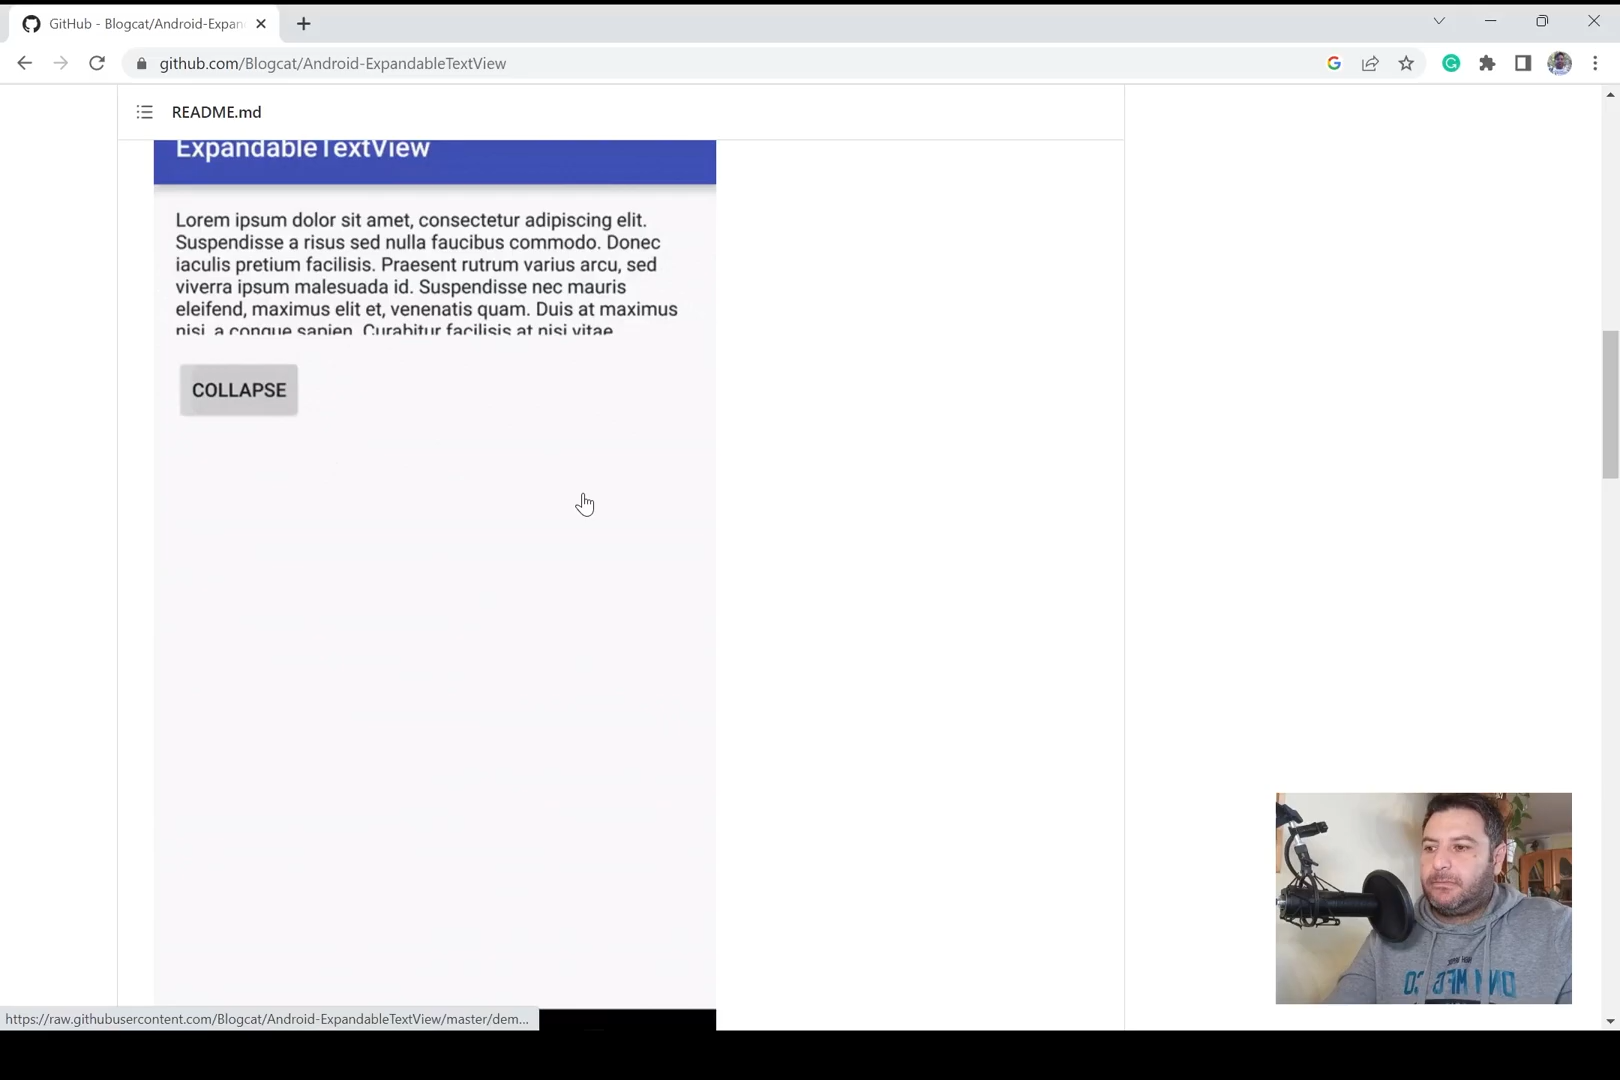 GitHub - Blogcat/Android-Expan
github.com/Blogcat/Android-ExpandableTextView
README.md
ExpandableTextView
Lorem ipsum dolor sit amet, consectetur adipiscing elit.
Suspendisse a risus sed nulla faucibus commodo. Donec
iaculis pretium facilisis. Praesent rutrum varius arcu, sed
viverra ipsum malesuada id. Suspendisse nec mauris
eleifend, maximus elit et, venenatis quam. Duis at maximus
nisi, a congue sapien. Curabitur facilisis at nisi vitae
COLLAPSE
https://raw.githubusercontent.com/Blogcat/Android-ExpandableTextView/master/dem...